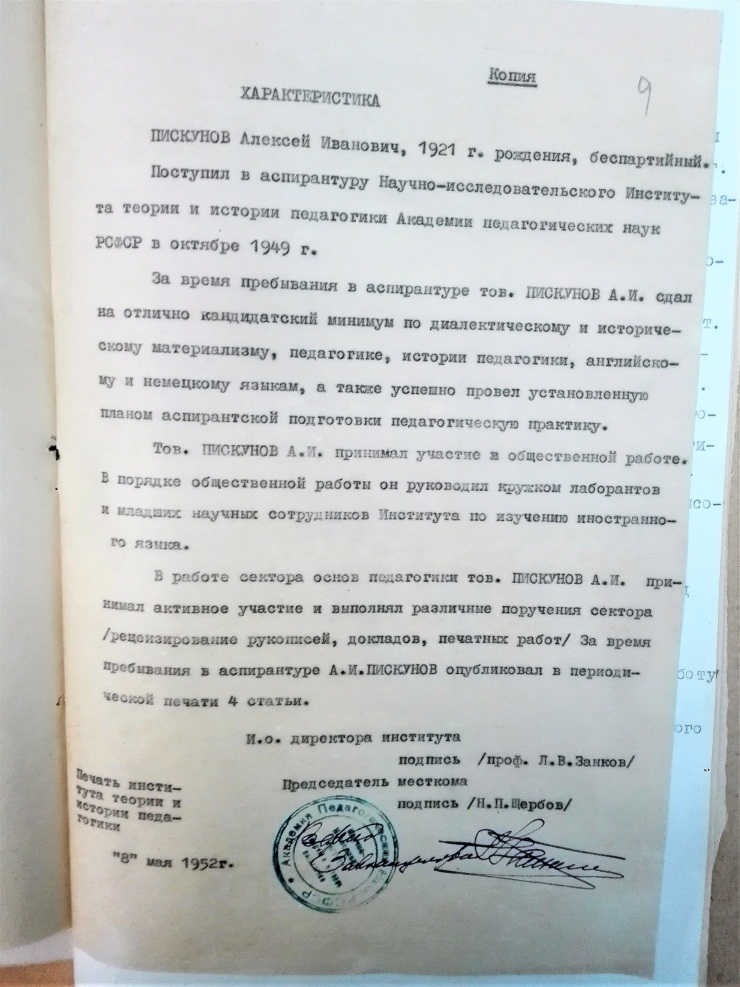 Копия
9
ХАРАКТЕРИСТИКА
ПИСКУНОВ Алексей Иванович, 1921 г. рождения, беспартийный.
Поступил в аспирантуру Научно-исследовательского Институ-
та теории и истории педагогики Академии педагогических наук
РСФСР в октябре 1949 г.
За время пребывания в аспирантуре тов. ПИСКУНОВ А.И. сдал
на отлично кандидатский минимум по диалектическому и историче-
скому материализму, педагогике, истории педагогики, английско-
му и немецкому языкам, а также успешно провел установленную
планом аспирантской подготовки педагогическую практику.
Тов. ПИСКУНОВ А.И. принимал участие в общественной работе.
В порядке общественной работы он руководил кружком лаборантов
и младших научных сотрудников Института по изучению иностранно-
го языка.
В работе сектора основ педагогики тов. ПИСКУНОВ А.И. при-
нимал активное участие и выполнял различные поручения сектора
/рецензирование рукописей, докладов, печатных работ/ За время
пребывания в аспирантуре А.И.ПИСКУНОВ опубликовал в периоди-
ческой печати 4 статьи.
И.о. директора института
подпись /проф. Л.В.Занков/
Председатель месткома
подпись /Н.П.Щербов/
Печать инсти-
тута теории и
истории педа-
гогики
"8" мая 1952г.
Академия Педагогических РСФСР
боту
ого